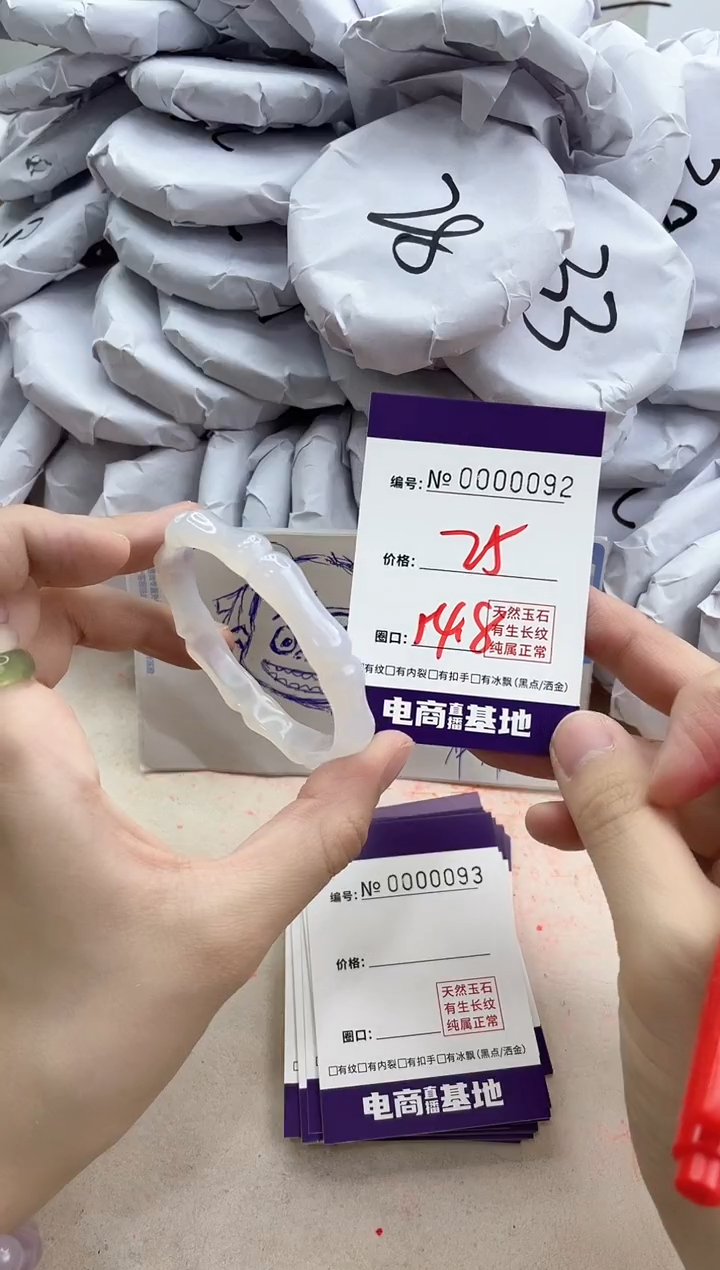 28
33
编号: № 0000092
价格: 25
圈口: 148
天然玉石
有生长纹
纯属正常
有纹□有内裂□有扣手□有冰飘(黑点/洒金)
电商直播基地
编号: № 0000093
价格:
圈口:
天然玉石
有生长纹
纯属正常
□有纹□有内裂□有扣手□有冰飘(黑点/洒金)
电商直播基地